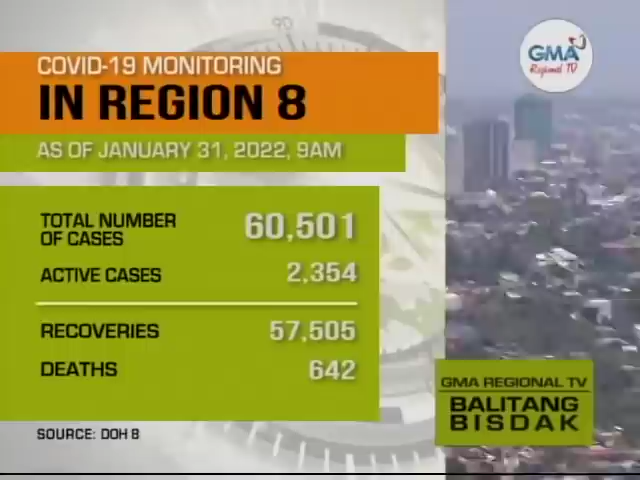 COVID-19 MONITORING
IN REGION 8
AS OF JANUARY 31, 2022, 9AM
TOTAL NUMBER
OF CASES
60,501
ACTIVE CASES 2,354
RECOVERIES 57,505
DEATHS 642
SOURCE: DOH 8
90
GMA
Regional TV
GMA REGIONAL TV
BALITANG
BISDAK